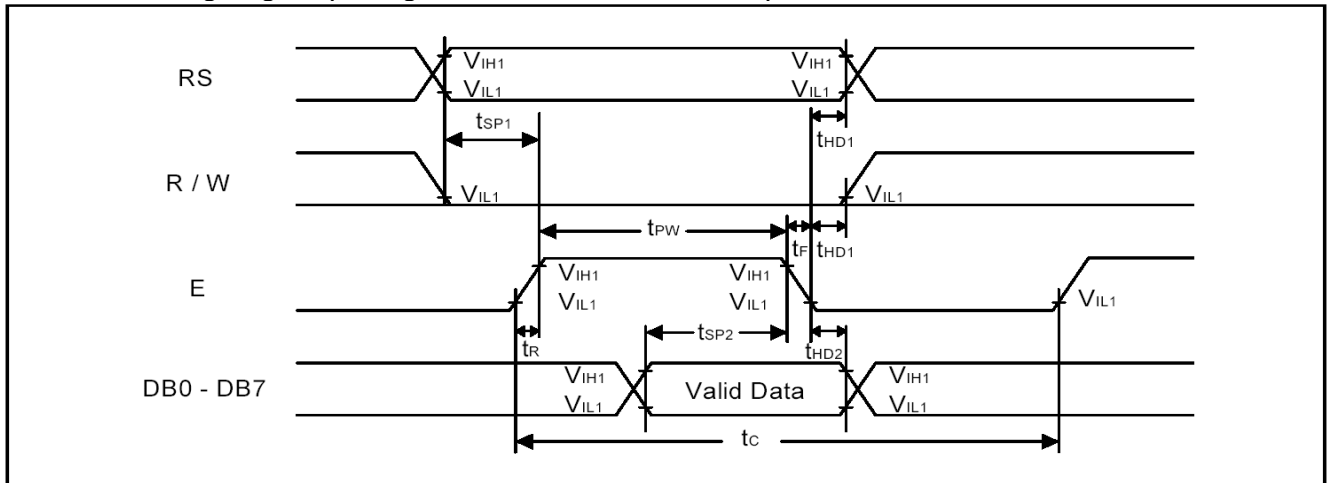 RS
VIH1
VIH1
VIL1
VIL1
tSP1
tHD1
R / W
VIL1
VIL1
tPW
tF
tHD1
E
VIH1
VIH1
VIL1
VIL1
VIL1
tR
tSP2
tHD2
DB0 - DB7
VIH1
Valid Data
VIH1
VIL1
VIL1
tC